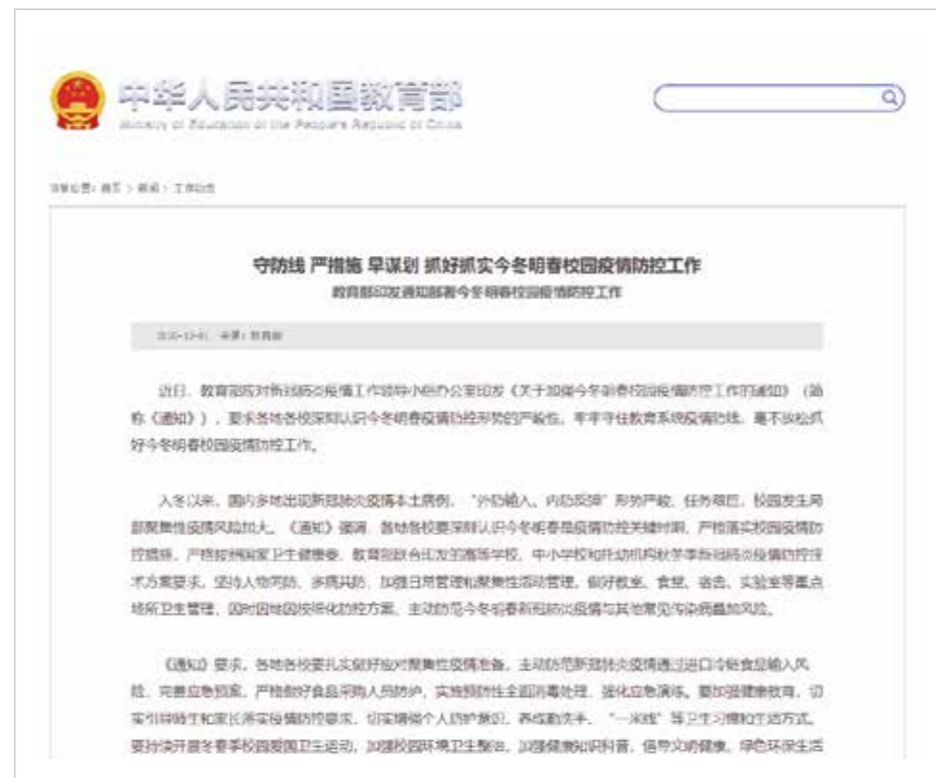 中华人民共和国教育部
Ministry of Education of the People's Republic of China
当前位置: 首页 > 新闻 > 工作动态
守防线 严措施 早谋划 抓好抓实今冬明春校园疫情防控工作
教育部印发通知部署今冬明春校园疫情防控工作
来源: 教育部
近日，教育部应对新冠肺炎疫情工作领导小组办公室印发《关于加强今冬明春校园疫情防控工作的通知》（简
称《通知》），要求各地各校深刻认识今冬明春疫情防控形势的严峻性，牢牢守住教育系统疫情防线，毫不放松抓
好今冬明春校园疫情防控工作。
入冬以来，国内多地出现新冠肺炎疫情本土病例，“外防输入、内防反弹”形势严峻、任务艰巨，校园发生局
部聚集性疫情风险加大。《通知》强调，各地各校要深刻认识今冬明春是疫情防控关键时期，严格落实校园疫情防
控措施，严格按照国家卫生健康委、教育部联合印发的高等学校、中小学校和托幼机构秋冬季新冠肺炎疫情防控技
术方案要求，坚持人物同防、多病共防，加强日常管理和聚集性活动管理，做好教室、食堂、宿舍、实验室等重点
场所卫生管理，因时因地因校细化防控方案，主动防范今冬明春新冠肺炎疫情与其他常见传染病叠加风险。
《通知》要求，各地各校要扎实做好应对聚集性疫情准备，主动防范新冠肺炎疫情通过进口冷链食品输入风
险，完善应急预案，严格做好食品采购人员防护，实施预防性全面消毒处理，强化应急演练。要加强健康教育，切
实引导师生和家长落实疫情防控要求，切实增强个人防护意识，养成勤洗手、“一米线”等卫生习惯和生活方式。
要持续开展冬春季校园爱国卫生运动，加强校园环境卫生整治，加强健康知识科普，倡导文明健康、绿色环保生活